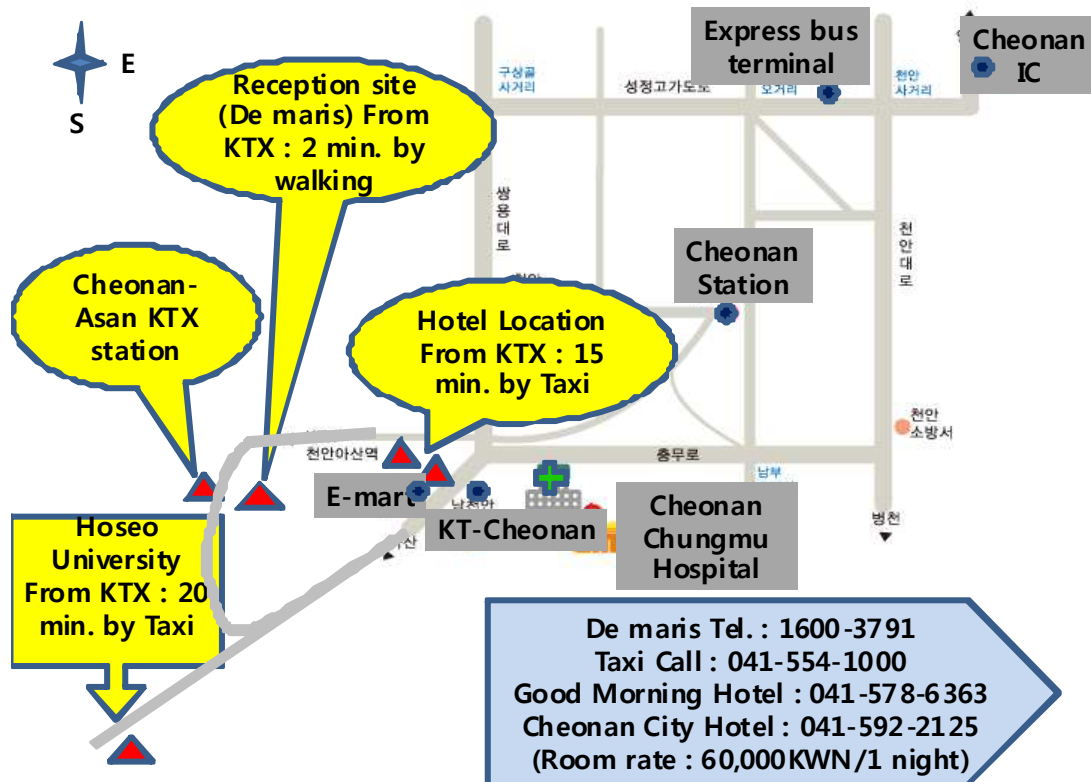 E
S
Reception site
(De maris) From
KTX : 2 min. by
walking
Express bus
terminal
Cheonan
IC
구상골
사거리
성정고가도로
오거리
천안
사거리
쌍용대로
천안대로
Cheonan
Station
Cheonan-
Asan KTX
station
Hotel Location
From KTX : 15
min. by Taxi
천안아산역
충무로
천안
소방서
남부
E-mart
남천안
KT-Cheonan
병천
Cheonan
Chungmu
Hospital
Hoseo
University
From KTX : 20
min. by Taxi
De maris Tel. : 1600-3791
Taxi Call : 041-554-1000
Good Morning Hotel : 041-578-6363
Cheonan City Hotel : 041-592-2125
(Room rate : 60,000KWN/1 night)